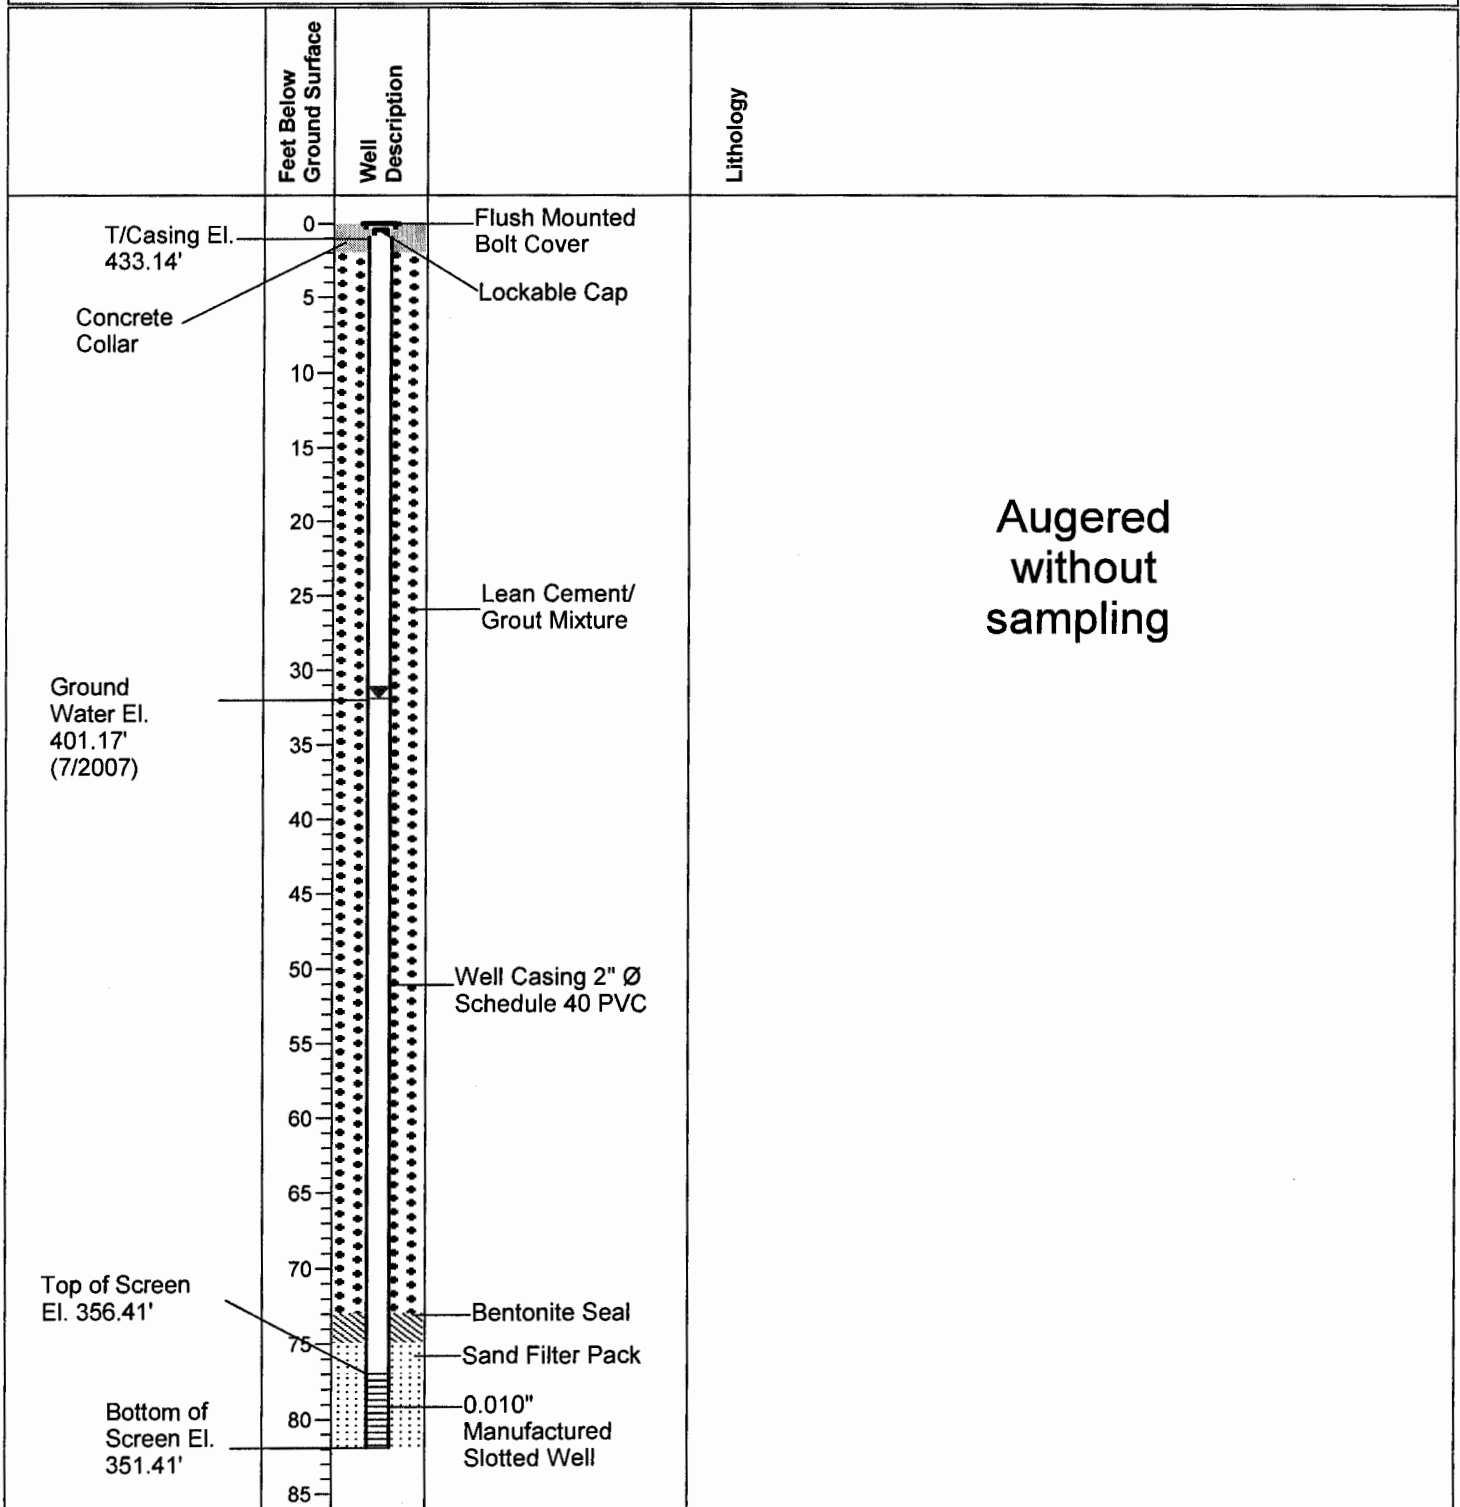 Feet Below
Ground Surface
Well
Description
Lithology
0
T/Casing El.
433.14'
Flush Mounted
Bolt Cover
Lockable Cap
5
Concrete
Collar
10
15
20
Augered
without
sampling
25
Lean Cement/
Grout Mixture
30
Ground
Water El.
401.17'
(7/2007)
35
40
45
50
Well Casing 2" Ø
Schedule 40 PVC
55
60
65
70
Top of Screen
El. 356.41'
Bentonite Seal
75
Sand Filter Pack
0.010"
Manufactured
Slotted Well
80
Bottom of
Screen El.
351.41'
85